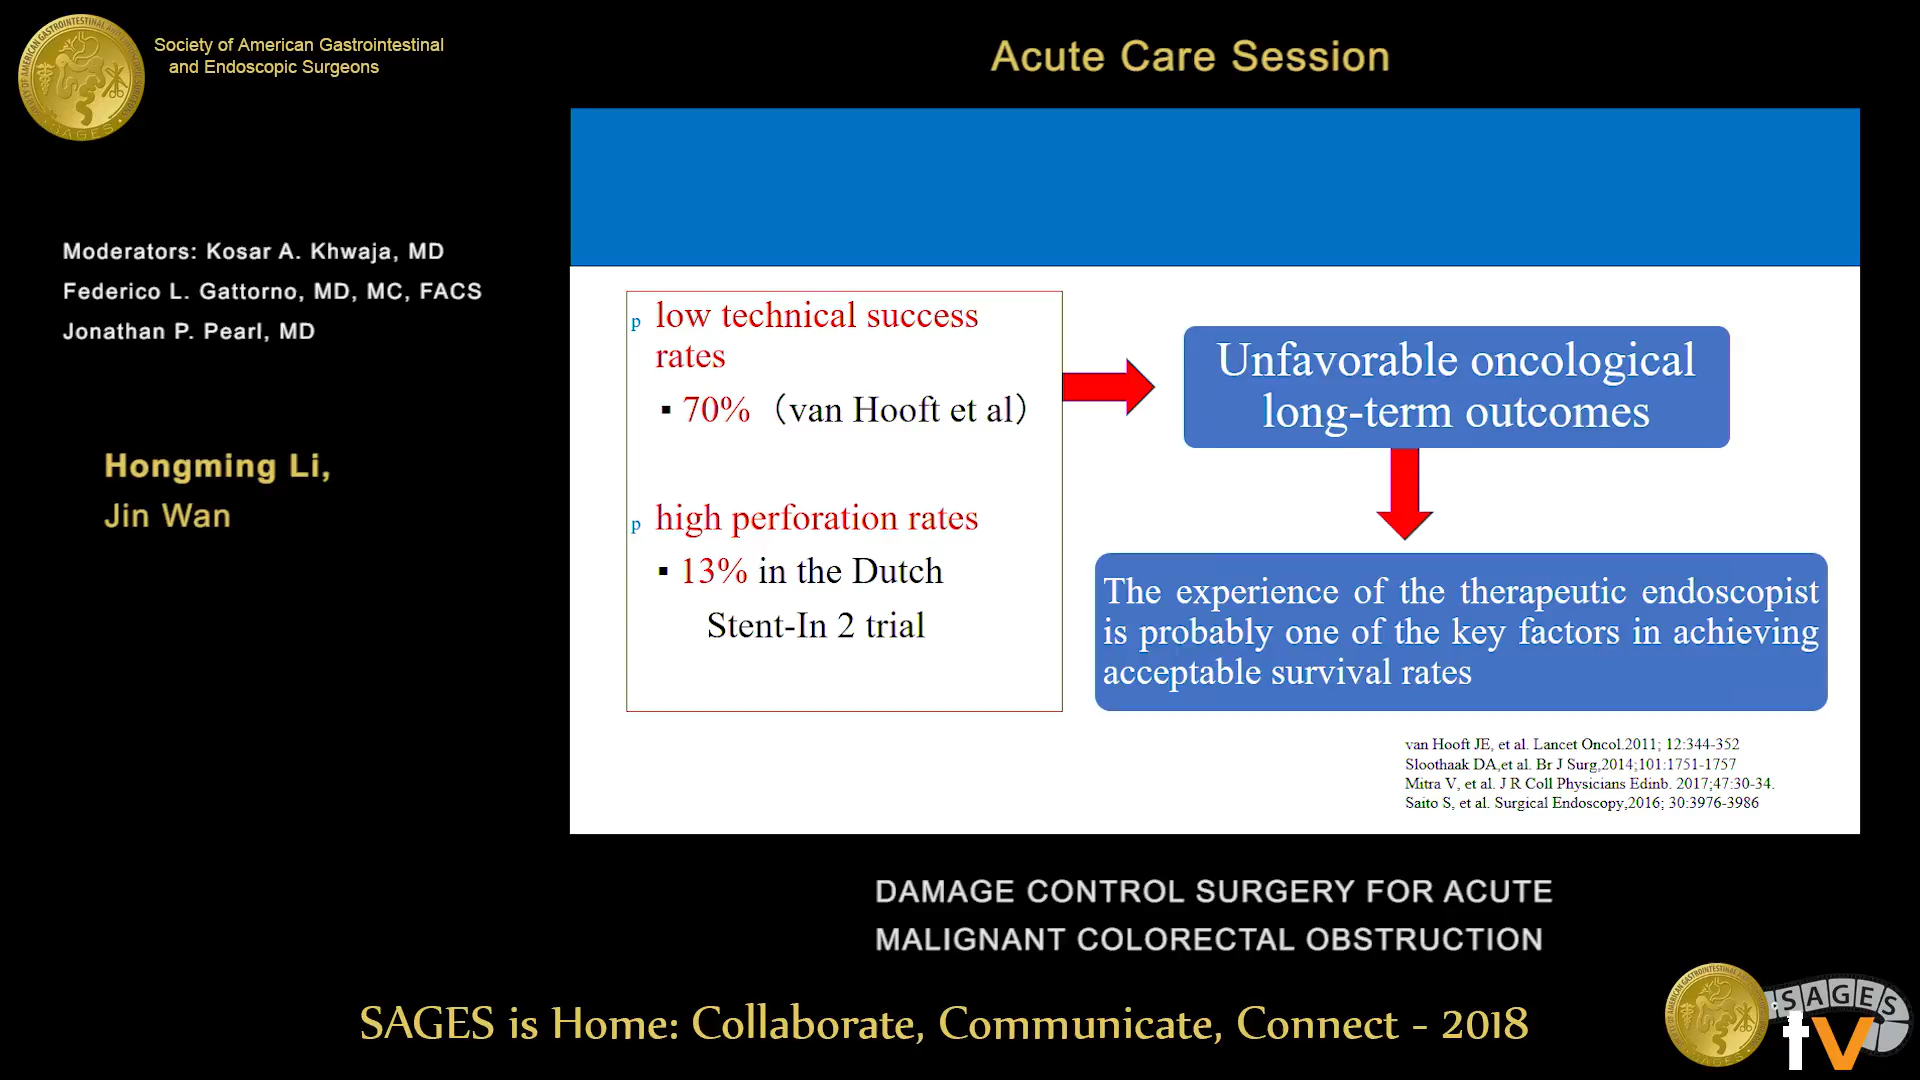 Society of American Gastrointestinal
and Endoscopic Surgeons
Acute Care Session
Moderators: Kosar A. Khwaja, MD
Federico L. Gattorno, MD, MC, FACS
Jonathan P. Pearl, MD
Hongming Li,
Jin Wan
p low technical success
rates
▪ 70%（van Hooft et al）
p high perforation rates
▪ 13% in the Dutch
Stent-In 2 trial
Unfavorable oncological
long-term outcomes
The experience of the therapeutic endoscopist
is probably one of the key factors in achieving
acceptable survival rates
van Hooft JE, et al. Lancet Oncol.2011; 12:344-352
Sloothaak DA,et al. Br J Surg,2014;101:1751-1757
Mitra V, et al. J R Coll Physicians Edinb. 2017;47:30-34.
Saito S, et al. Surgical Endoscopy,2016; 30:3976-3986
DAMAGE CONTROL SURGERY FOR ACUTE
MALIGNANT COLORECTAL OBSTRUCTION
SAGES is Home: Collaborate, Communicate, Connect - 2018
SAGES
tv